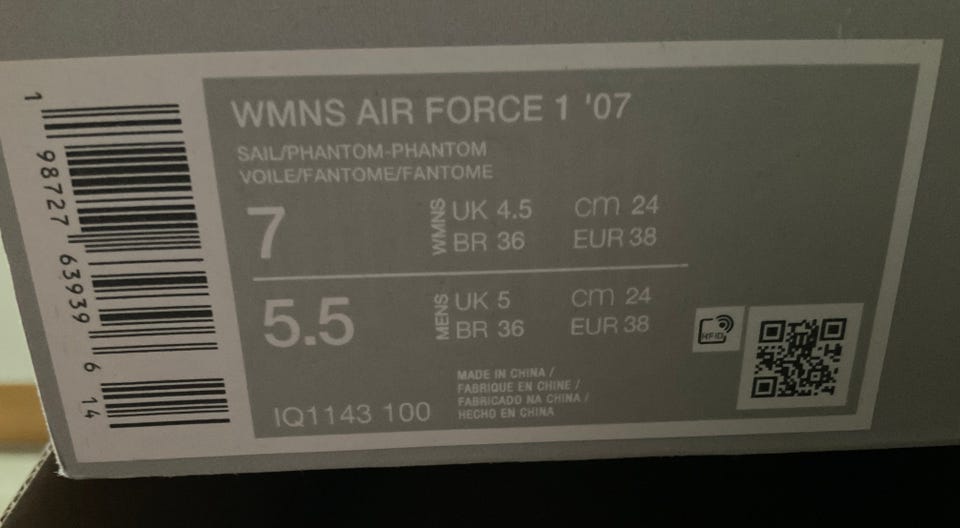 WMNS AIR FORCE 1 '07
SAIL/PHANTOM-PHANTOM
VOILE/FANTOME/FANTOME
7 WMNS UK 4.5 cm 24
BR 36 EUR 38
5.5 MENS UK 5 cm 24
BR 36 EUR 38
IQ1143 100
MADE IN CHINA /
FABRIQUE EN CHINE /
FABRICADO NA CHINA /
HECHO EN CHINA
RFID
1 98727 63939 6 14